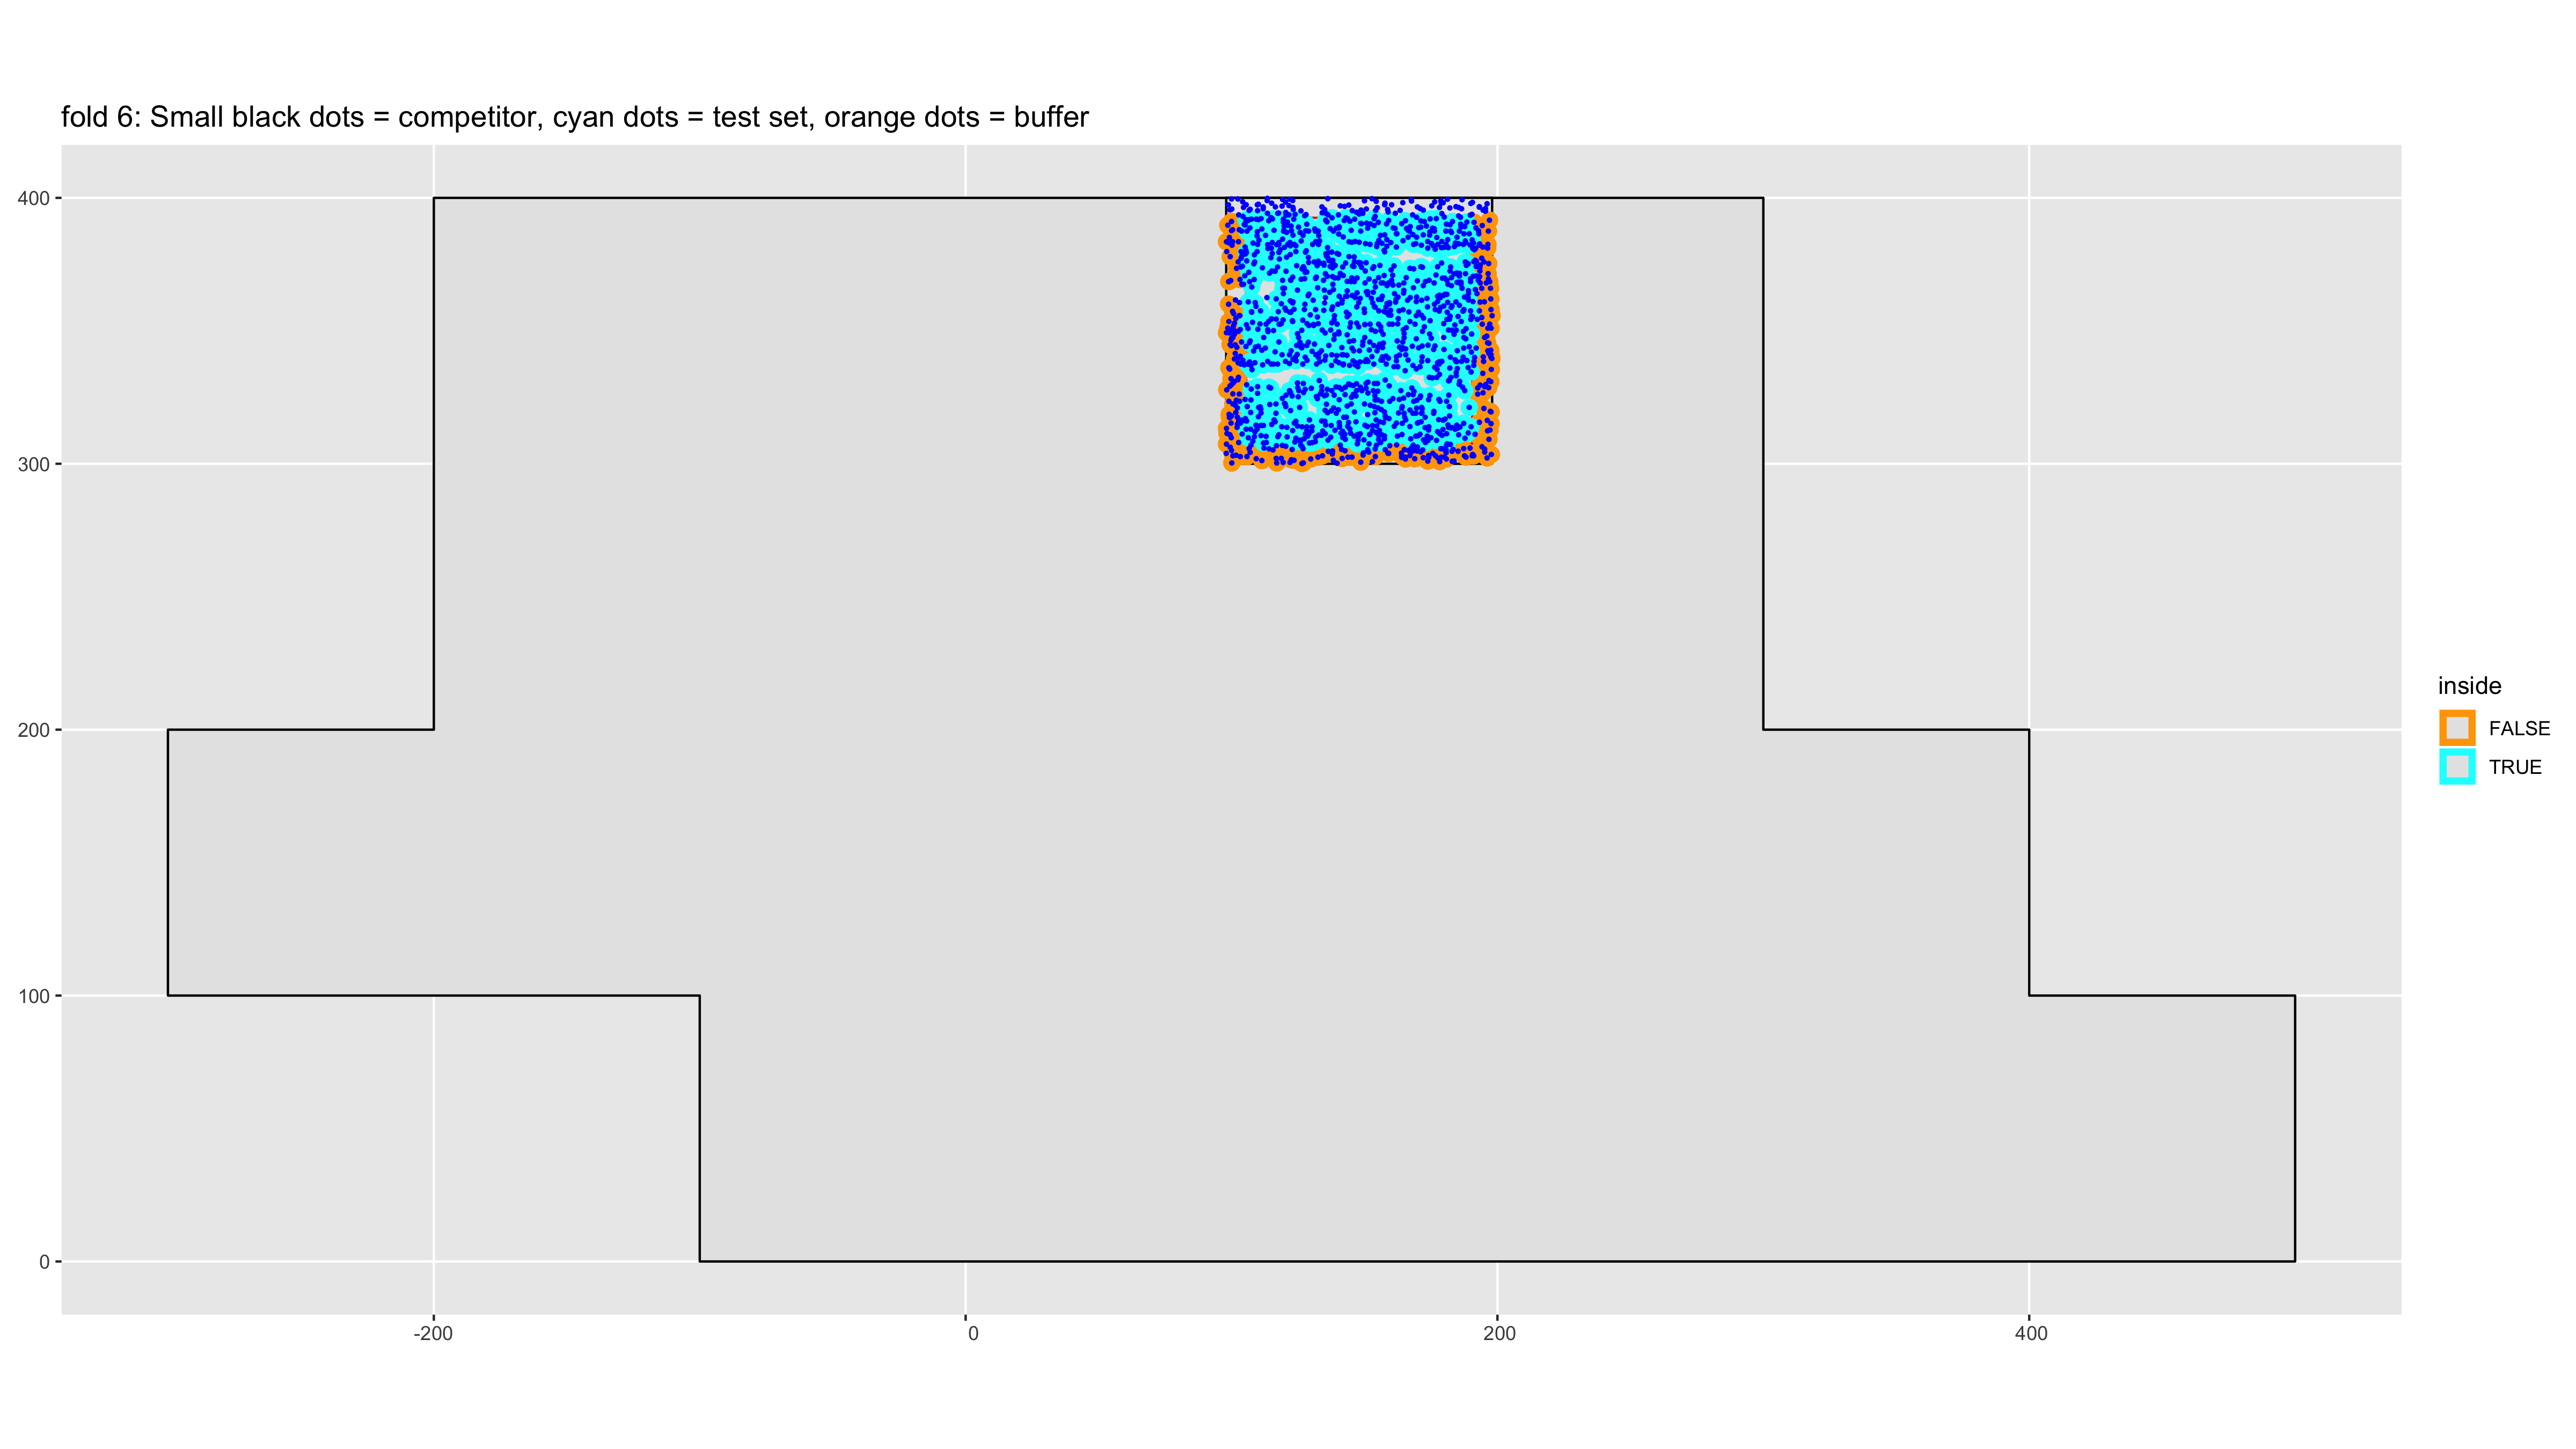 fold 6: Small black dots = competitor, cyan dots = test set, orange dots = buffer
400
300
200
100
0
-200
0
200
400
inside
FALSE
TRUE